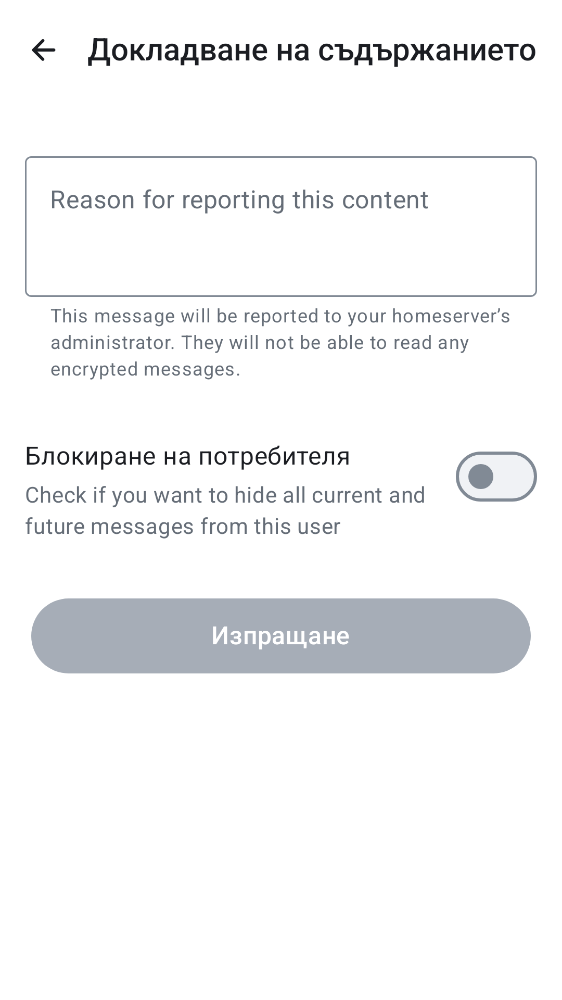 Докладване на съдържанието
Reason for reporting this content
This message will be reported to your homeserver’s
administrator. They will not be able to read any
encrypted messages.
Блокиране на потребителя
Check if you want to hide all current and
future messages from this user
Изпращане